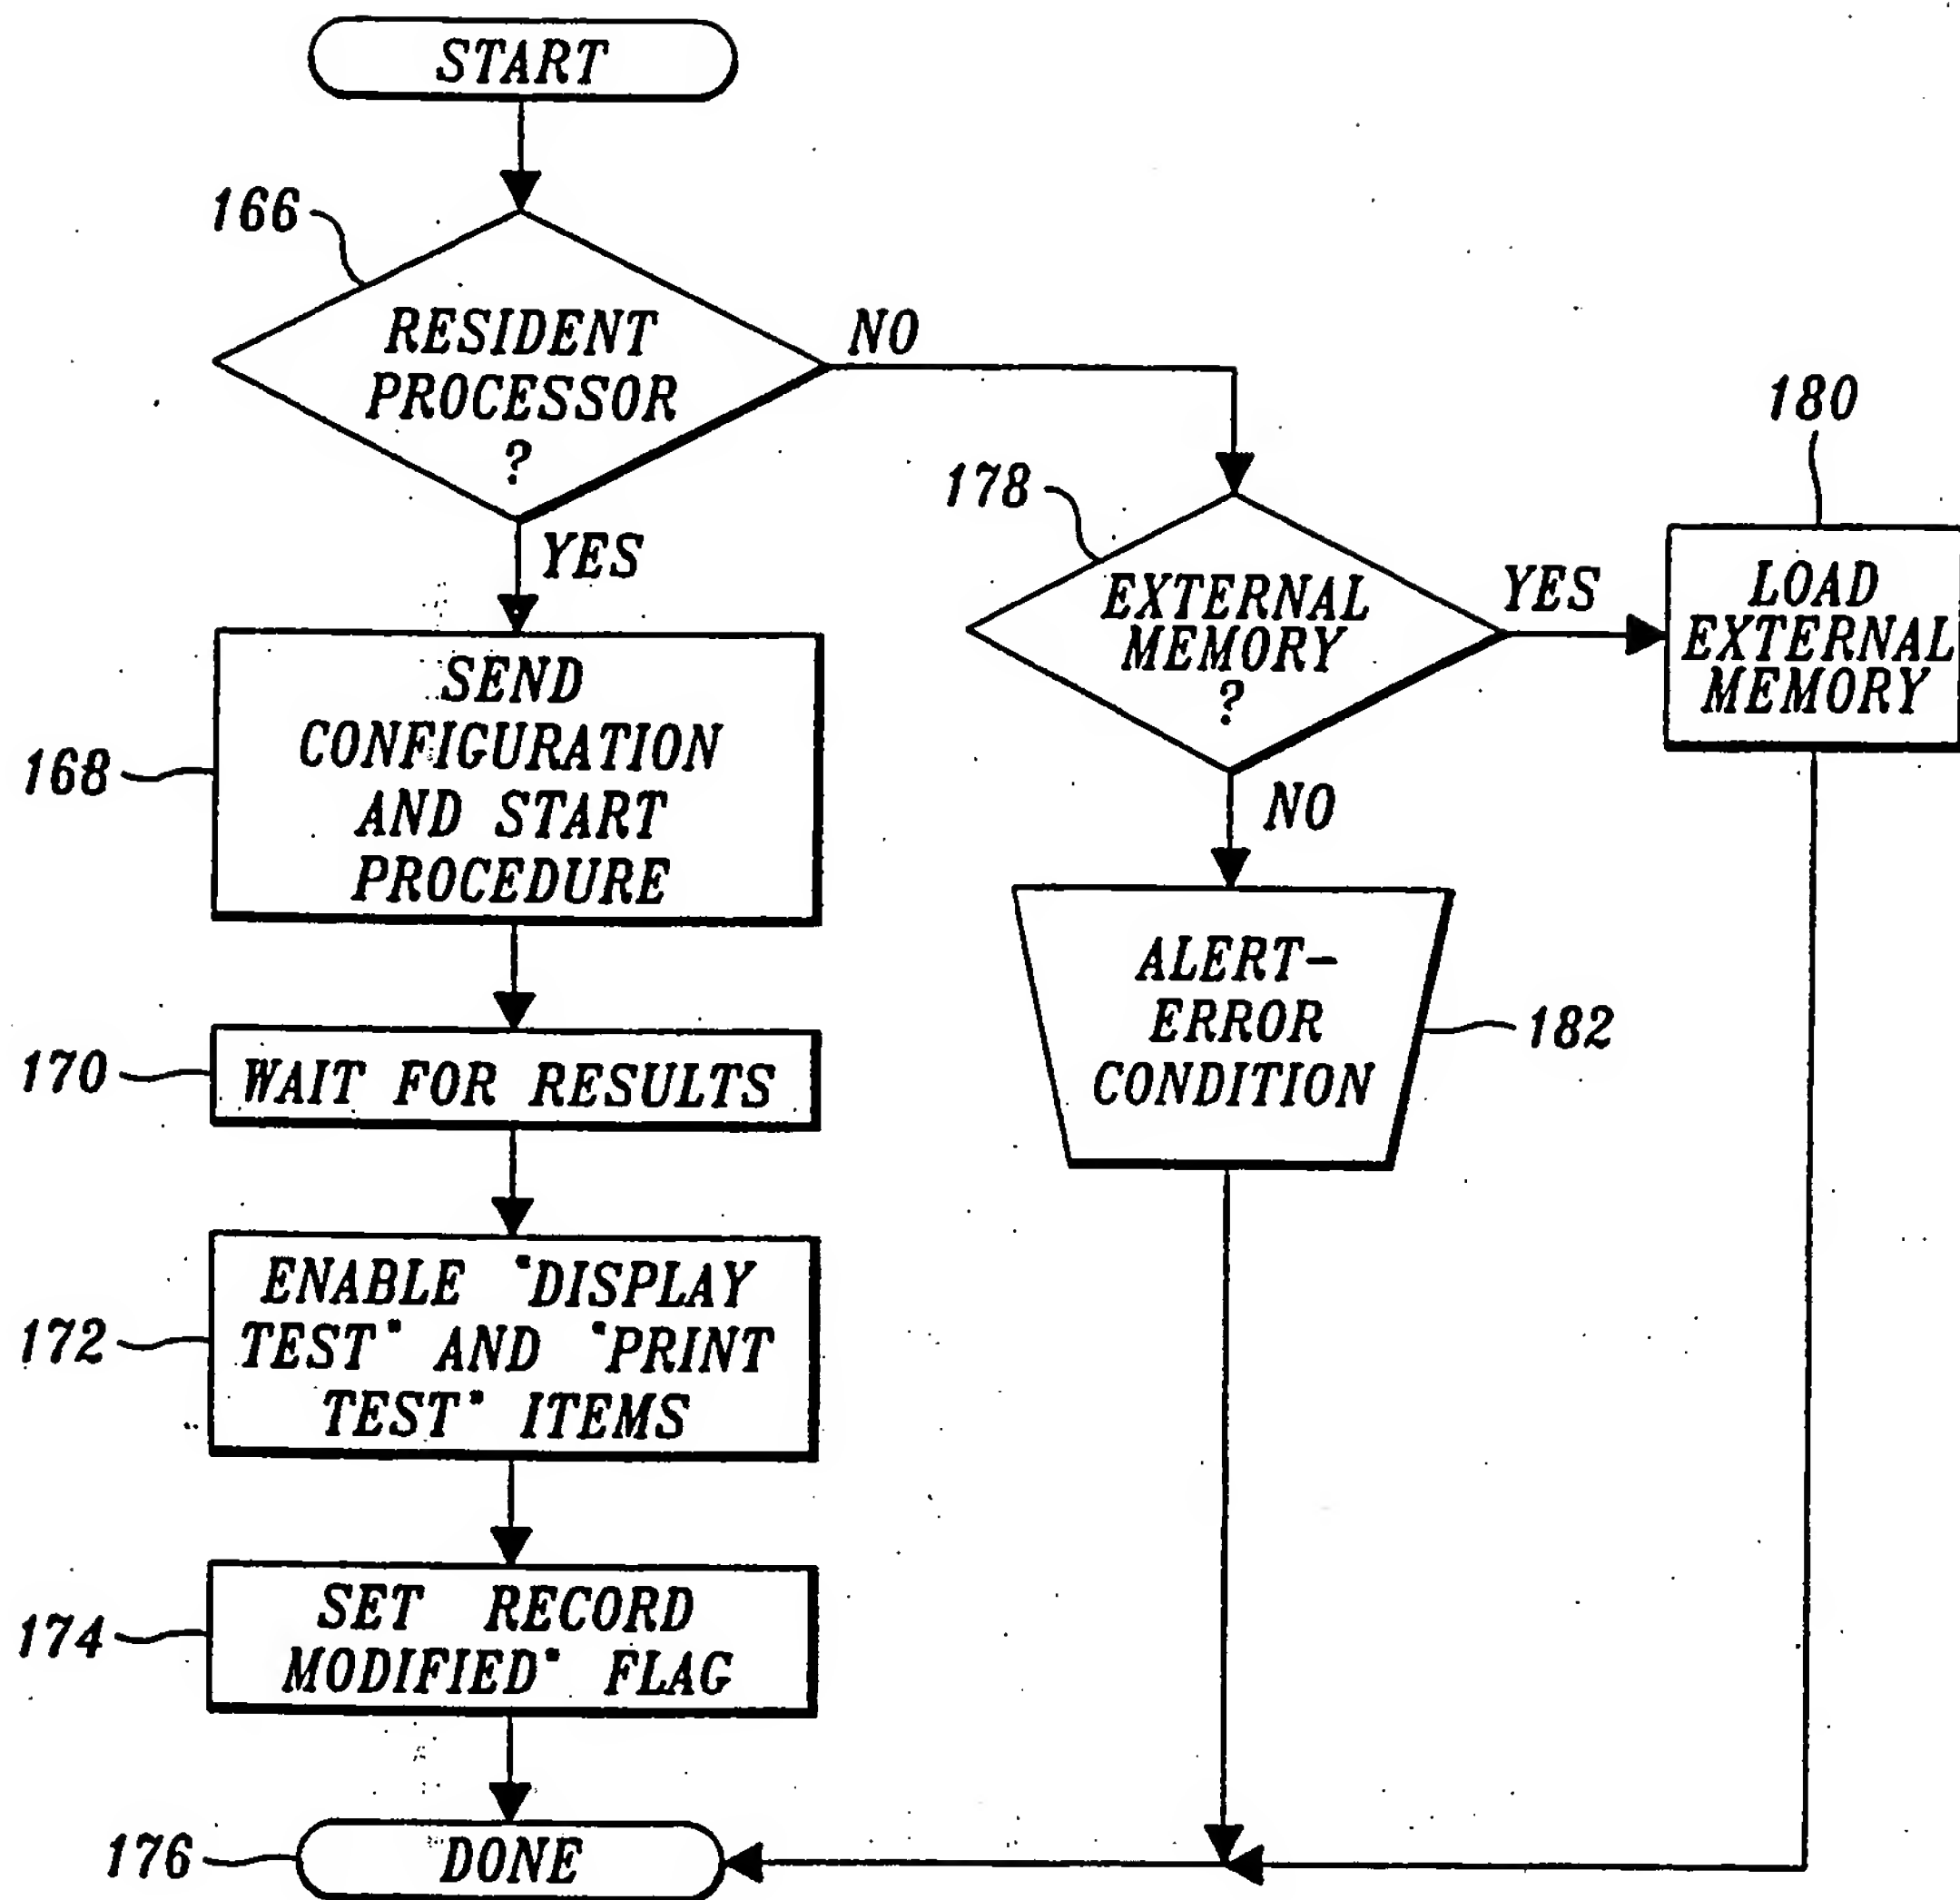 START
166
RESIDENT
PROCESSOR
?
NO
YES
178
EXTERNAL
MEMORY
?
YES
180
LOAD
EXTERNAL
MEMORY
NO
168
SEND
CONFIGURATION
AND START
PROCEDURE
ALERT-
ERROR
CONDITION
182
170
WAIT FOR RESULTS
172
ENABLE "DISPLAY
TEST" AND "PRINT
TEST" ITEMS
174
SET RECORD
MODIFIED" FLAG
176
DONE